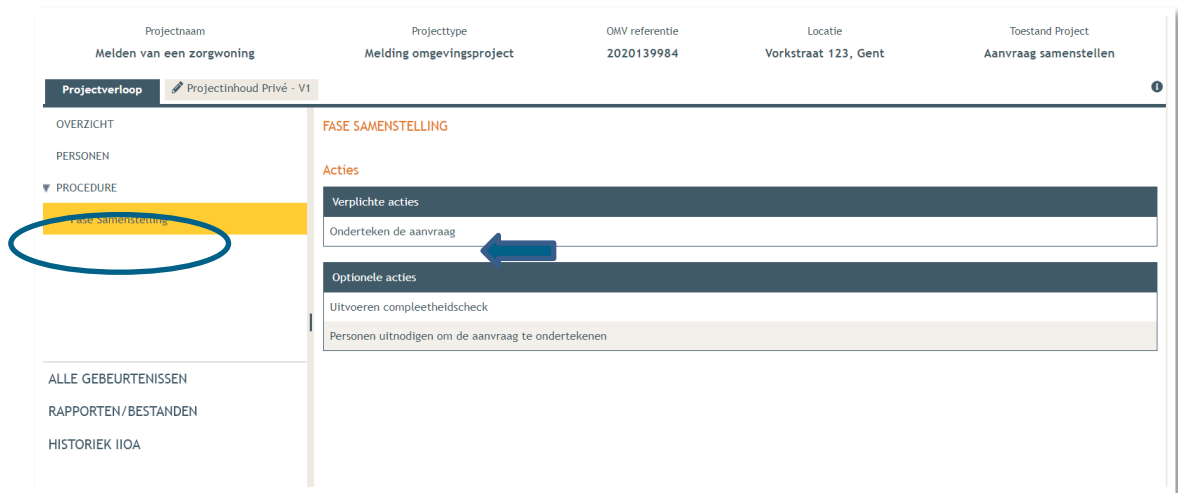 Projectnaam Projecttype OMV referentie Locatie Toestand Project
Melden van een zorgwoning Melding omgevingsproject 2020139984 Vorkstraat 123, Gent Aanvraag samenstellen
Projectverloop Projectinhoud Privé - V1
OVERZICHT
PERSONEN
PROCEDURE
Fase Samenstelling
ALLE GEBEURTENISSEN
RAPPORTEN/BESTANDEN
HISTORIEK IIOA
FASE SAMENSTELLING
Acties
Verplichte acties
Onderteken de aanvraag
Optionele acties
Uitvoeren compleetheidscheck
Personen uitnodigen om de aanvraag te ondertekenen